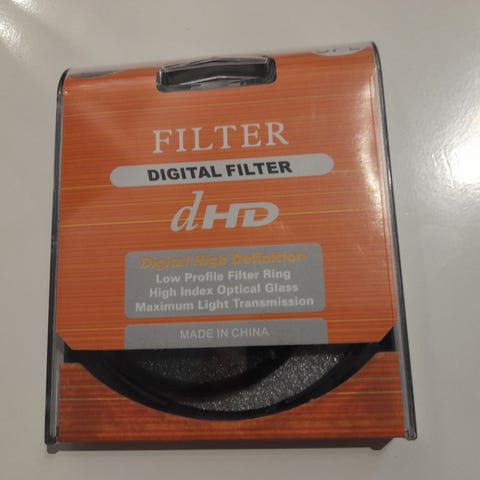 FILTER
DIGITAL FILTER
dHD
Digital High Definition
Low Profile Filter Ring
High Index Optical Glass
Maximum Light Transmission
MADE IN CHINA